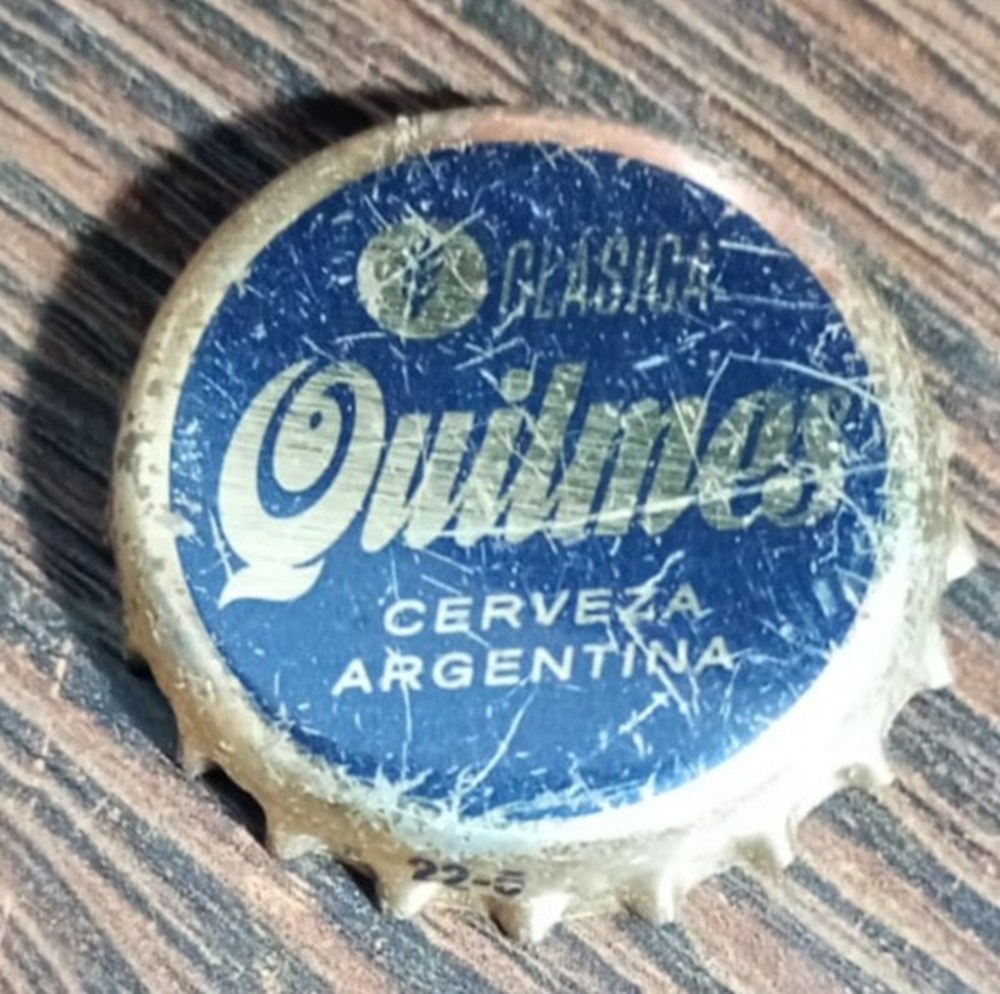 CLASICA
Quilmes
CERVEZA
ARGENTINA
22-5